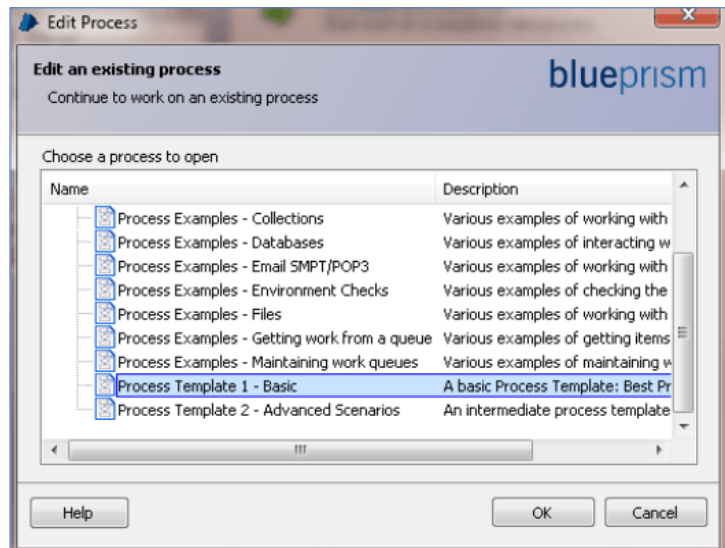 Edit Process
Edit an existing process
Continue to work on an existing process
blueprism
Choose a process to open
Name Description
Process Examples - Collections Various examples of working with
Process Examples - Databases Various examples of interacting w
Process Examples - Email SMPT/POP3 Various examples of working with
Process Examples - Environment Checks Various examples of checking the
Process Examples - Files Various examples of working with
Process Examples - Getting work from a queue Various examples of getting items
Process Examples - Maintaining work queues Various examples of maintaining w
Process Template 1 - Basic A basic Process Template: Best Pr
Process Template 2 - Advanced Scenarios An intermediate process template
Help OK Cancel